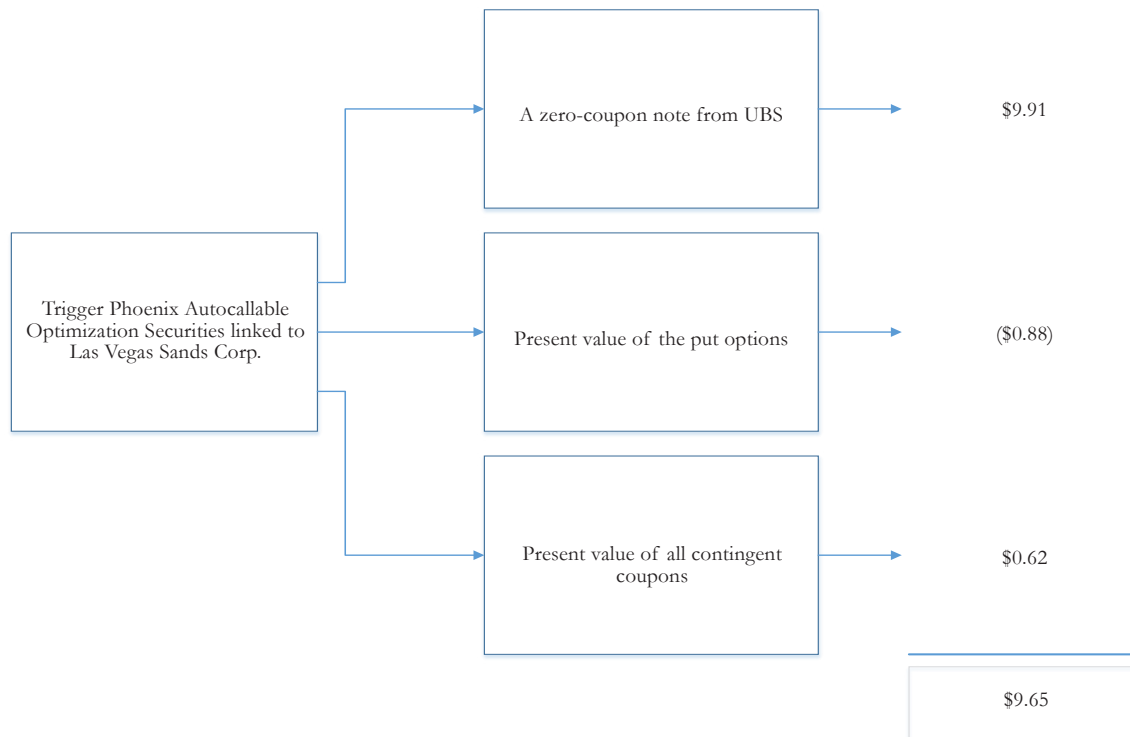 A zero-coupon note from UBS
$9.91
Trigger Phoenix Autocallable
Optimization Securities linked to
Las Vegas Sands Corp.
Present value of the put options
($0.88)
Present value of all contingent
coupons
$0.62
$9.65